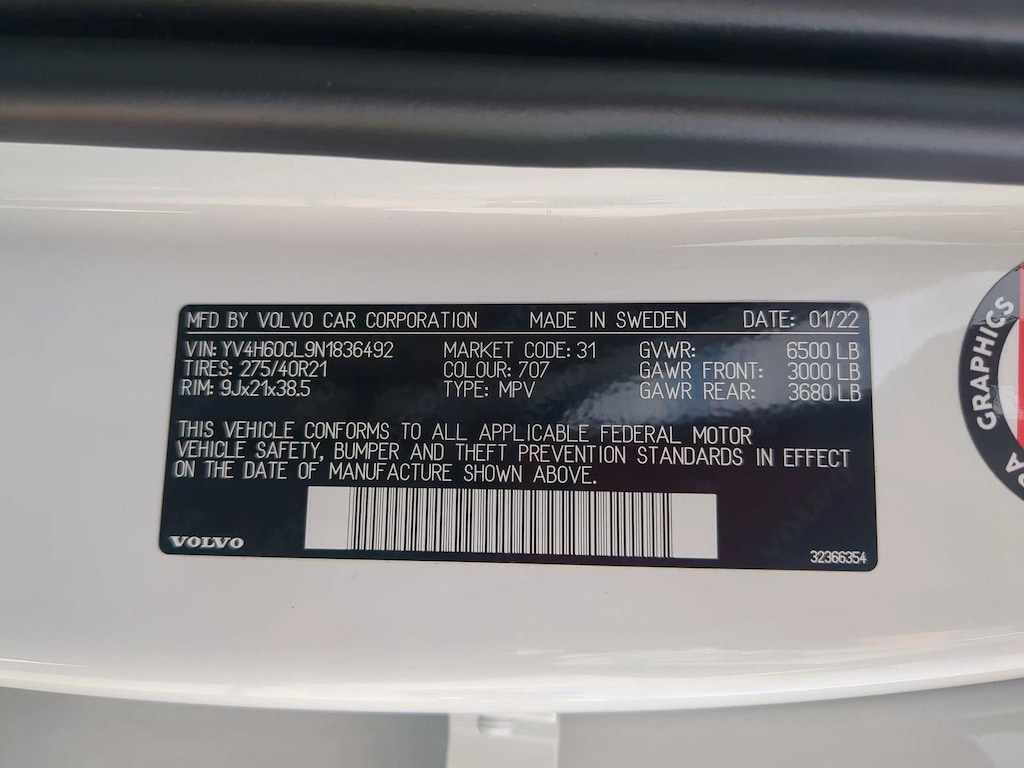 MFD BY VOLVO CAR CORPORATION MADE IN SWEDEN DATE: 01/22
VIN: YV4H60CL9N1836492 MARKET CODE: 31 GVWR: 6500 LB
TIRES: 275/40R21 COLOUR: 707 GAWR FRONT: 3000 LB
RIM: 9Jx21x38.5 TYPE: MPV GAWR REAR: 3680 LB
THIS VEHICLE CONFORMS TO ALL APPLICABLE FEDERAL MOTOR
VEHICLE SAFETY, BUMPER AND THEFT PREVENTION STANDARDS IN EFFECT
ON THE DATE OF MANUFACTURE SHOWN ABOVE.
VOLVO
32366354
GRAPHICS